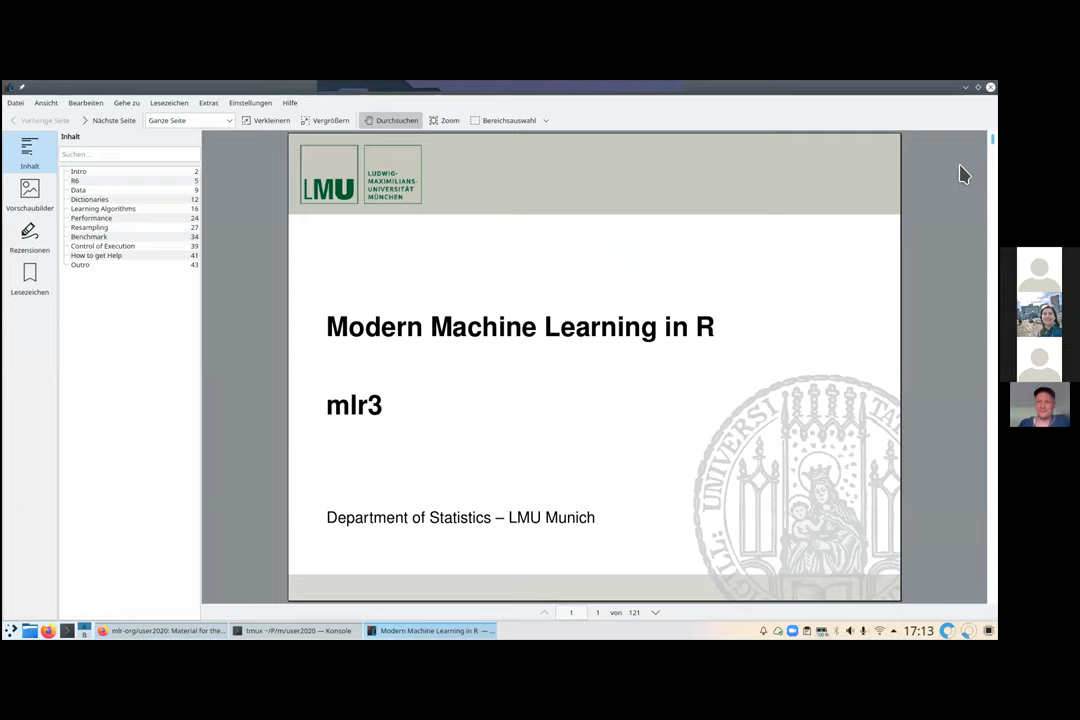 Datei Ansicht Bearbeiten Gehe zu Lesezeichen Extras Einstellungen Hilfe
Vorherige Seite Nächste Seite Ganze Seite Verkleinern Vergrößern Durchsuchen Zoom Bereichsauswahl
Inhalt
Vorschaubilder
Rezensionen
Lesezeichen
Inhalt
Suchen ...
Intro 2
R6 5
Data 9
Dictionaries 12
Learning Algorithms 16
Performance 24
Resampling 27
Benchmark 34
Control of Execution 39
How to get Help 41
Outro 43
LMU
LUDWIG-
MAXIMILIANS-
UNIVERSITÄT
MÜNCHEN
Modern Machine Learning in R
mlr3
Department of Statistics – LMU Munich
1 1 von 121
mlr-org/user2020: Material for the... tmux ~/P/m/user2020 — Konsole Modern Machine Learning in R — ... 17:13